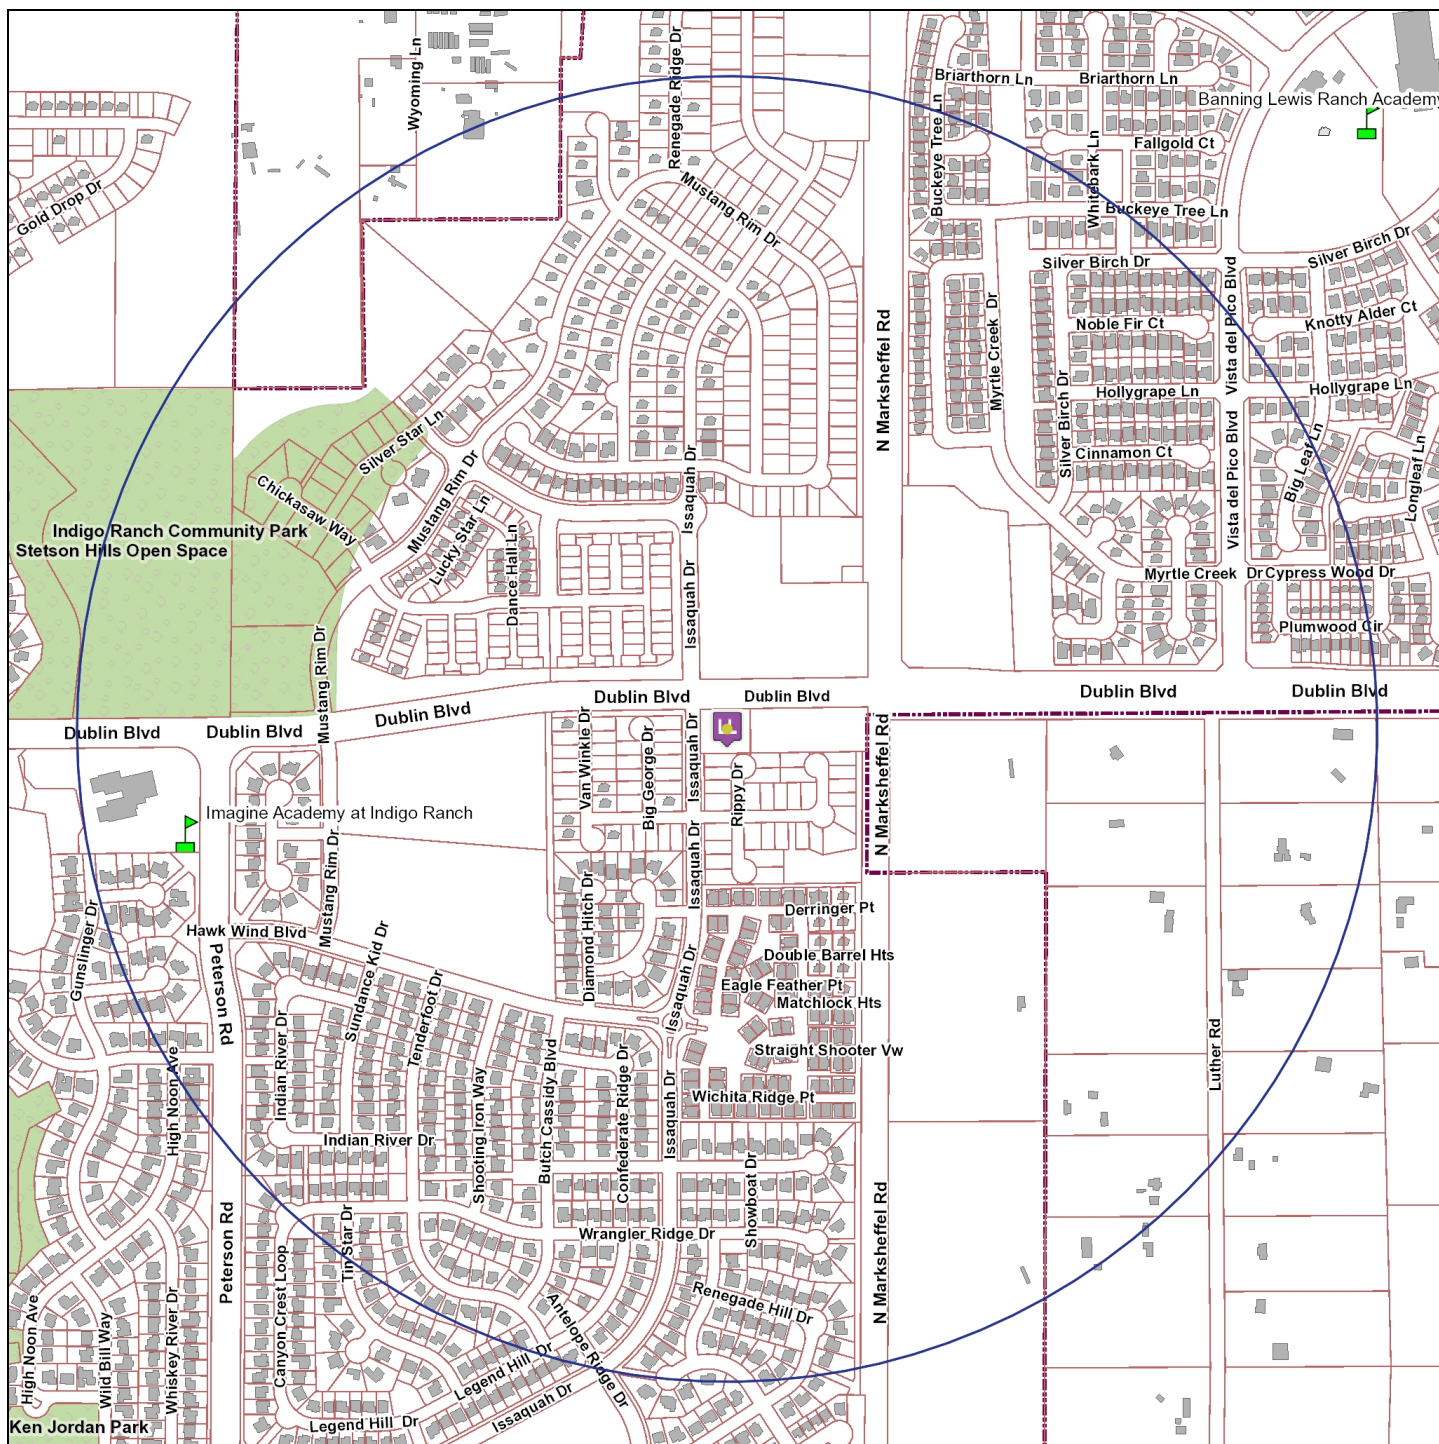 Renegade Ridge Dr
Wyoming Ln
Briarthorn Ln
Briarthorn Ln
Banning Lewis Ranch Academy
Buckeye Tree Ln
Fallgold Ct
Whitebark Ln
Gold Drop Dr
Mustang Rim Dr
Buckeye Tree Ln
Silver Birch Dr
Silver Birch Dr
Vista del Pico Blvd
Myrtle Creek Dr
N Marksheffel Rd
Noble Fir Ct
Knotty Alder Ct
Hollygrape Ln
Hollygrape Ln
Silver Birch Dr
Silver Star Ln
Cinnamon Ct
Vista del Pico Blvd
Big Leaf Ln
Longleaf Ln
Mustang Rim Dr
Issaquah Dr
Chickasaw Way
Indigo Ranch Community Park
Stetson Hills Open Space
Lucky Star Ln
Dance Hall Ln
Issaquah Dr
Myrtle Creek Dr
Cypress Wood Dr
Plumwood Cir
Mustang Rim Dr
Dublin Blvd
Dublin Blvd
Dublin Blvd
Dublin Blvd
Dublin Blvd
Dublin Blvd
Dublin Blvd
Van Winkle Dr
Big George Dr
Issaquah Dr
Rippy Dr
N Marksheffel Rd
Imagine Academy at Indigo Ranch
Mustang Rim Dr
Issaquah Dr
Diamond Hitch Dr
Derringer Pt
Gunslinger Dr
Hawk Wind Blvd
Peterson Rd
Sundance Kid Dr
Tenderfoot Dr
Double Barrel Hts
Eagle Feather Pt
Matchlock Hts
Issaquah Dr
Straight Shooter Vw
Indian River Dr
Luther Rd
High Noon Ave
Shooting Iron Way
Butch Cassidy Blvd
Confederate Ridge Dr
Issaquah Dr
Wichita Ridge Pt
Indian River Dr
Showboat Dr
Peterson Rd
Tin Star Dr
Wrangler Ridge Dr
N Marksheffel Rd
Canyon Crest Loop
Renegade Hill Dr
High Noon Ave
Wild Bill Way
Whiskey River Dr
Antelope Ridge Dr
Legend Hill Dr
Issaquah Dr
Legend Hill Dr
Ken Jordan Park